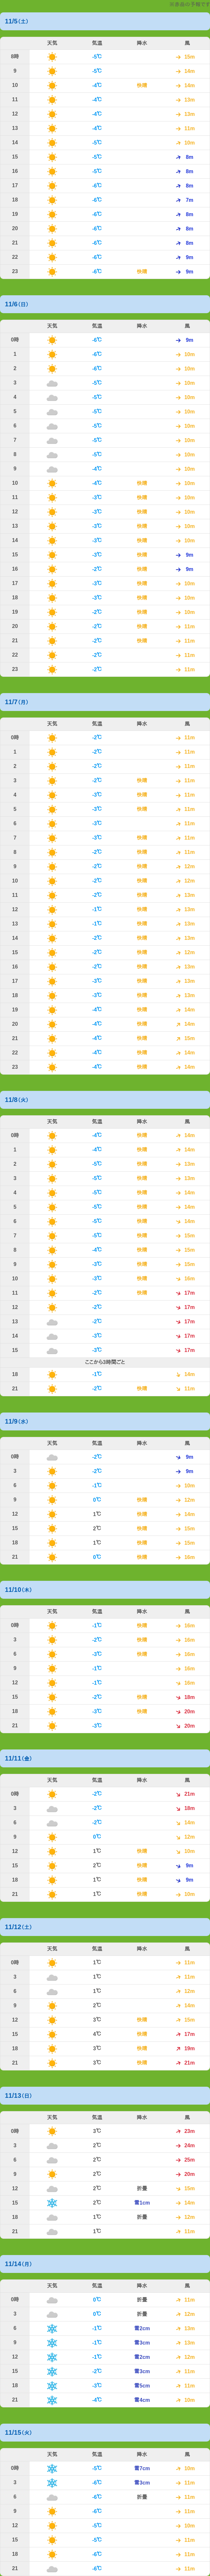 ※直前の予報です
11/5(土)
天気 気温 降水 風
8時 -5℃ 15m
9 -5℃ 14m
10 -4℃ 快晴 14m
11 -4℃ 13m
12 -4℃ 13m
13 -4℃ 11m
14 -5℃ 10m
15 -5℃ 8m
16 -5℃ 8m
17 -6℃ 8m
18 -6℃ 7m
19 -6℃ 8m
20 -6℃ 8m
21 -6℃ 8m
22 -6℃ 9m
23 -6℃ 快晴 9m
11/6(日)
天気 気温 降水 風
0時 -6℃ 9m
1 -6℃ 10m
2 -6℃ 10m
3 -5℃ 10m
4 -5℃ 10m
5 -5℃ 10m
6 -5℃ 10m
7 -5℃ 10m
8 -5℃ 10m
9 -4℃ 10m
10 -4℃ 快晴 10m
11 -3℃ 快晴 10m
12 -3℃ 快晴 10m
13 -3℃ 快晴 10m
14 -3℃ 快晴 10m
15 -3℃ 快晴 9m
16 -2℃ 快晴 9m
17 -3℃ 快晴 10m
18 -3℃ 快晴 10m
19 -2℃ 快晴 10m
20 -2℃ 快晴 11m
21 -2℃ 快晴 11m
22 -2℃ 11m
23 -2℃ 11m
11/7(月)
天気 気温 降水 風
0時 -2℃ 11m
1 -2℃ 11m
2 -2℃ 11m
3 -2℃ 快晴 11m
4 -3℃ 快晴 11m
5 -3℃ 快晴 11m
6 -3℃ 11m
7 -3℃ 快晴 11m
8 -2℃ 快晴 11m
9 -2℃ 快晴 12m
10 -2℃ 快晴 12m
11 -2℃ 快晴 13m
12 -1℃ 快晴 13m
13 -1℃ 快晴 13m
14 -2℃ 快晴 13m
15 -2℃ 快晴 12m
16 -2℃ 快晴 13m
17 -3℃ 快晴 13m
18 -3℃ 快晴 13m
19 -4℃ 快晴 14m
20 -4℃ 快晴 14m
21 -4℃ 快晴 15m
22 -4℃ 快晴 14m
23 -4℃ 快晴 14m
11/8(火)
天気 気温 降水 風
0時 -4℃ 快晴 14m
1 -4℃ 快晴 14m
2 -5℃ 快晴 13m
3 -5℃ 快晴 13m
4 -5℃ 快晴 14m
5 -5℃ 快晴 14m
6 -5℃ 快晴 14m
7 -5℃ 快晴 15m
8 -4℃ 快晴 15m
9 -3℃ 快晴 15m
10 -3℃ 快晴 16m
11 -2℃ 快晴 17m
12 -2℃ 17m
13 -2℃ 17m
14 -3℃ 17m
15 -3℃ 17m
ここから3時間ごと
18 -1℃ 14m
21 -2℃ 快晴 11m
11/9(水)
天気 気温 降水 風
0時 -2℃ 9m
3 -2℃ 9m
6 -1℃ 10m
9 0℃ 快晴 12m
12 1℃ 快晴 14m
15 2℃ 快晴 15m
18 1℃ 快晴 15m
21 0℃ 快晴 16m
11/10(木)
天気 気温 降水 風
0時 -1℃ 快晴 16m
3 -2℃ 快晴 16m
6 -3℃ 快晴 16m
9 -1℃ 16m
12 -1℃ 16m
15 -2℃ 快晴 18m
18 -3℃ 快晴 20m
21 -3℃ 20m
11/11(金)
天気 気温 降水 風
0時 -2℃ 21m
3 -2℃ 18m
6 -2℃ 14m
9 0℃ 12m
12 1℃ 快晴 10m
15 2℃ 快晴 9m
18 1℃ 快晴 9m
21 1℃ 快晴 10m
11/12(土)
天気 気温 降水 風
0時 1℃ 11m
3 1℃ 11m
6 1℃ 12m
9 2℃ 14m
12 3℃ 快晴 15m
15 4℃ 快晴 17m
18 3℃ 快晴 19m
21 3℃ 快晴 21m
11/13(日)
天気 気温 降水 風
0時 3℃ 23m
3 2℃ 24m
6 2℃ 25m
9 2℃ 20m
12 2℃ 折曇 15m
15 2℃ 雪1cm 14m
18 1℃ 折曇 12m
21 1℃ 11m
11/14(月)
天気 気温 降水 風
0時 0℃ 折曇 11m
3 0℃ 折曇 12m
6 -1℃ 雪2cm 13m
9 -1℃ 雪3cm 13m
12 -1℃ 雪2cm 12m
15 -2℃ 雪3cm 11m
18 -3℃ 雪5cm 11m
21 -4℃ 雪4cm 10m
11/15(火)
天気 気温 降水 風
0時 -5℃ 雪7cm 10m
3 -6℃ 雪3cm 11m
6 -6℃ 折曇 11m
9 -6℃ 11m
12 -5℃ 10m
15 -5℃ 11m
18 -6℃ 11m
21 -6℃ 11m